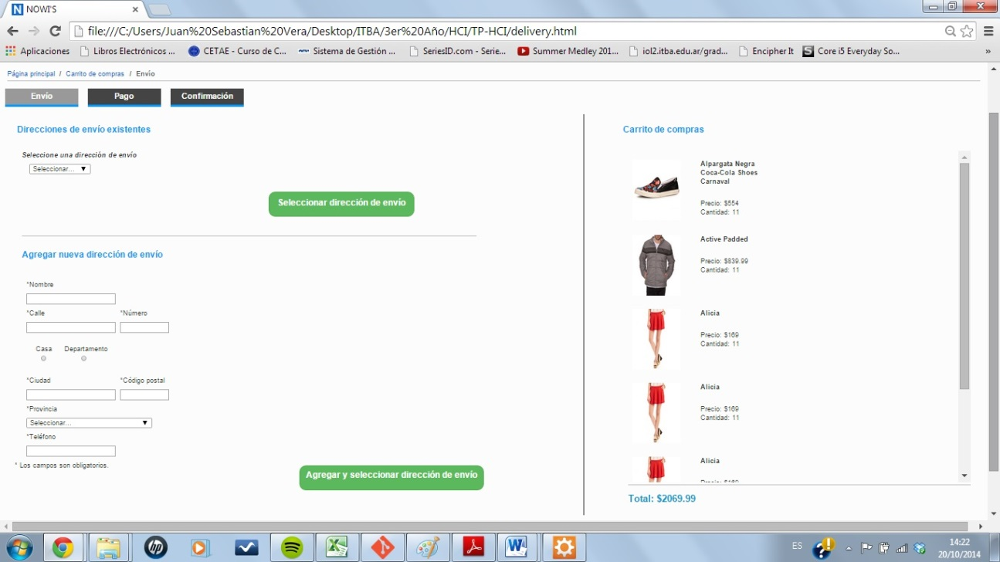 NOWI'S
file:///C:/Users/Juan%20Sebastian%20Vera/Desktop/ITBA/3er%20Año/HCI/TP-HCI/delivery.html
Aplicaciones Libros Electrónicos ... CETAE - Curso de C... Sistema de Gestión ... SeriesID.com - Serie... Summer Medley 201... iol2.itba.edu.ar/grad... Encipher It Core i5 Everyday So... »
Página principal / Carrito de compras / Envío
Envío Pago Confirmación
Direcciones de envío existentes
Seleccione una dirección de envío
Seleccionar...
Seleccionar dirección de envío
Agregar nueva dirección de envío
*Nombre
*Calle *Número
Casa Departamento
*Ciudad *Código postal
*Provincia
Seleccionar...
*Teléfono
* Los campos son obligatorios.
Agregar y seleccionar dirección de envío
Carrito de compras
Alpargata Negra
Coca-Cola Shoes
Carnaval
Precio: $554
Cantidad: 11
Active Padded
Precio: $839.99
Cantidad: 11
Alicia
Precio: $169
Cantidad: 11
Alicia
Precio: $169
Cantidad: 11
Alicia
Precio: $169
Total: $2069.99
ES
14:22
20/10/2014